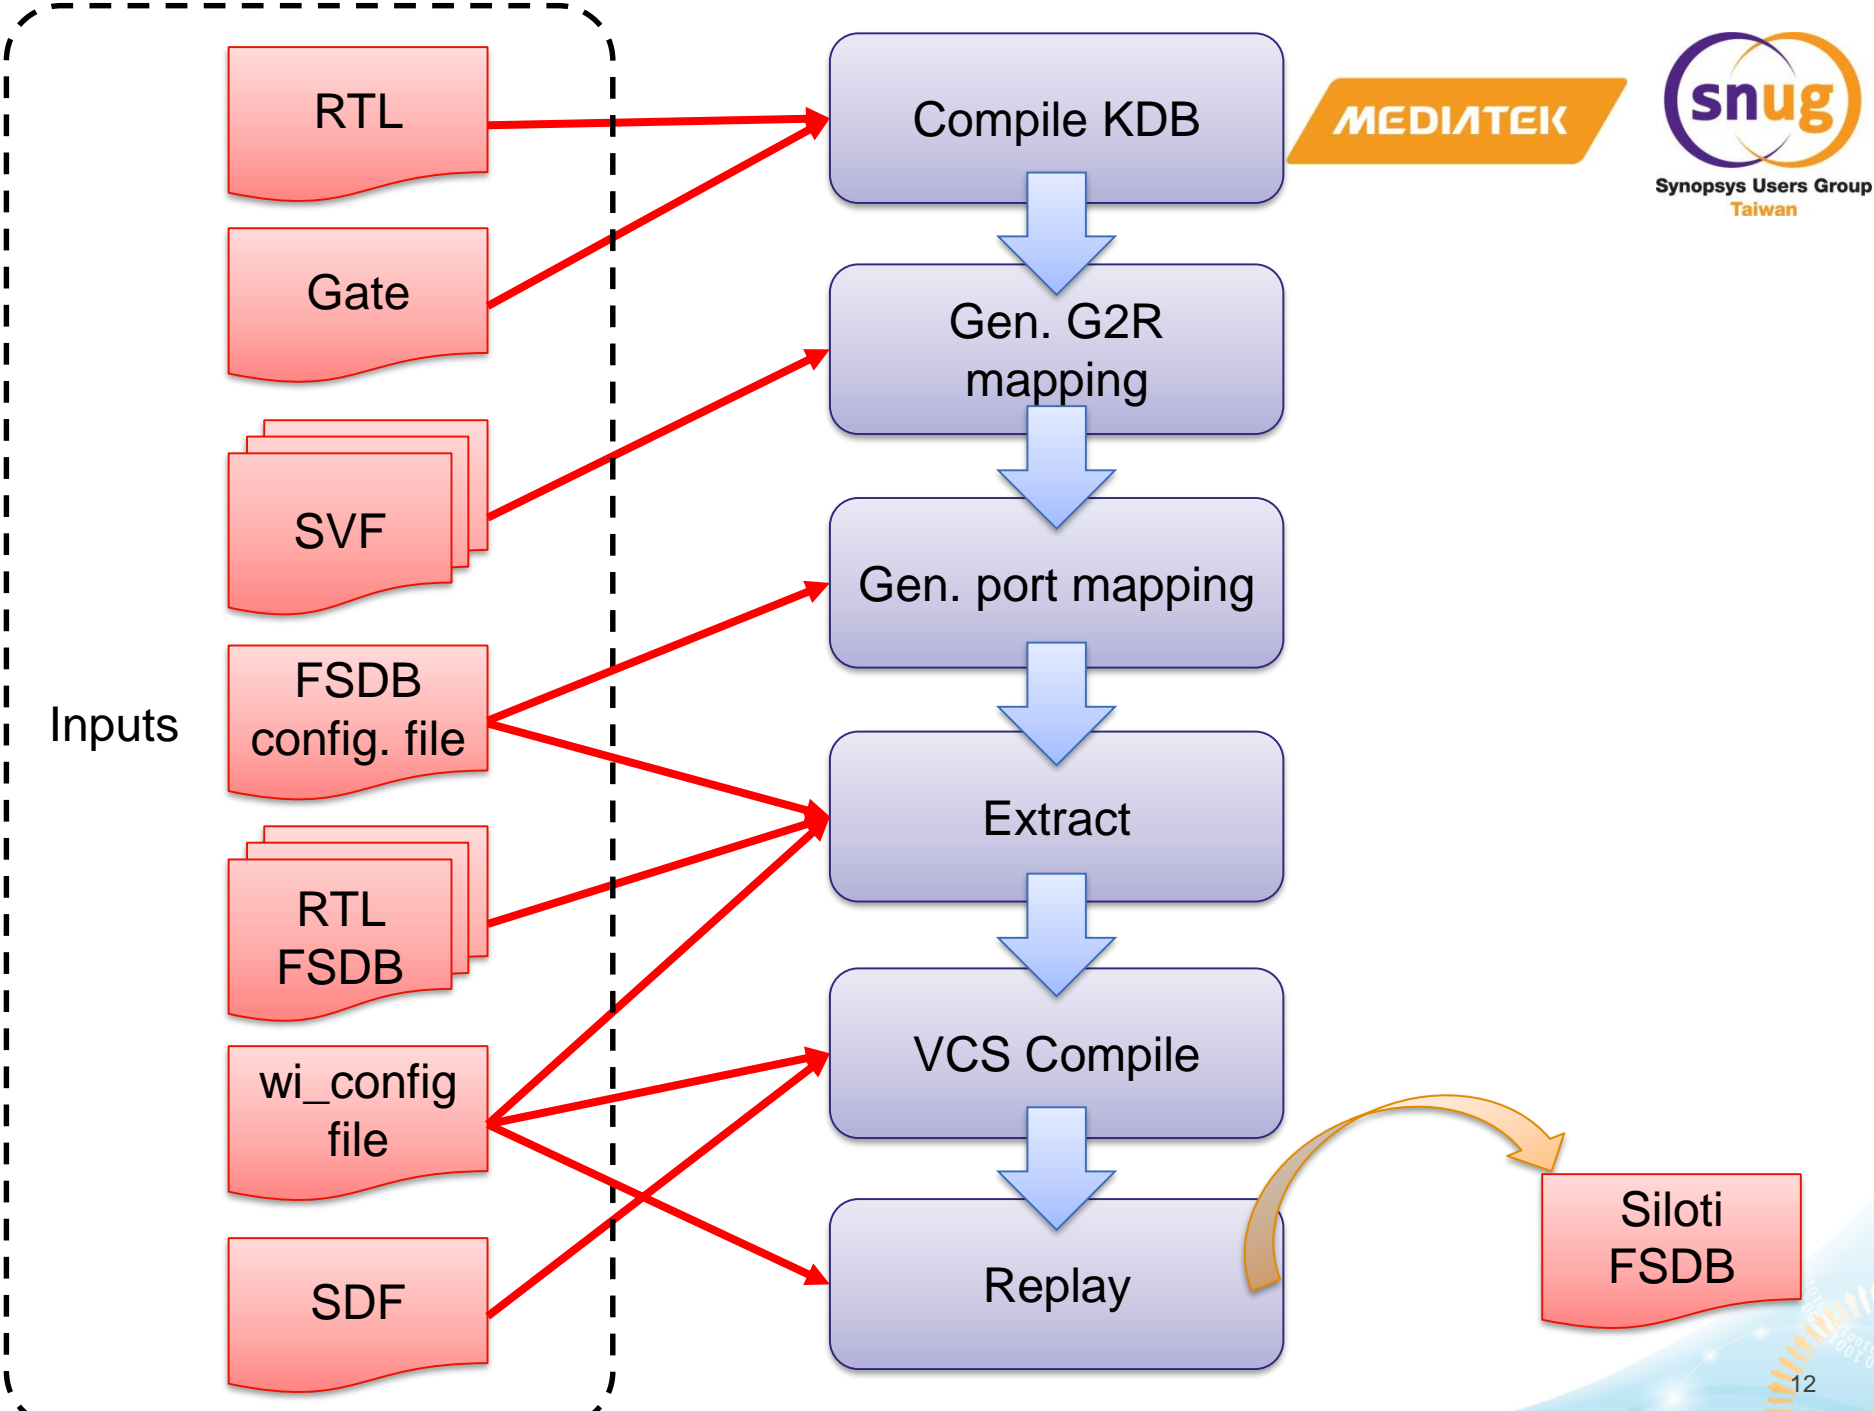 RTL
Gate
SVF
Inputs
FSDB
config. file
RTL
FSDB
wi_config
file
SDF
Compile KDB
Gen. G2R
mapping
Gen. port mapping
Extract
VCS Compile
Replay
MEDIATEK
snug
Synopsys Users Group
Taiwan
Siloti
FSDB
12